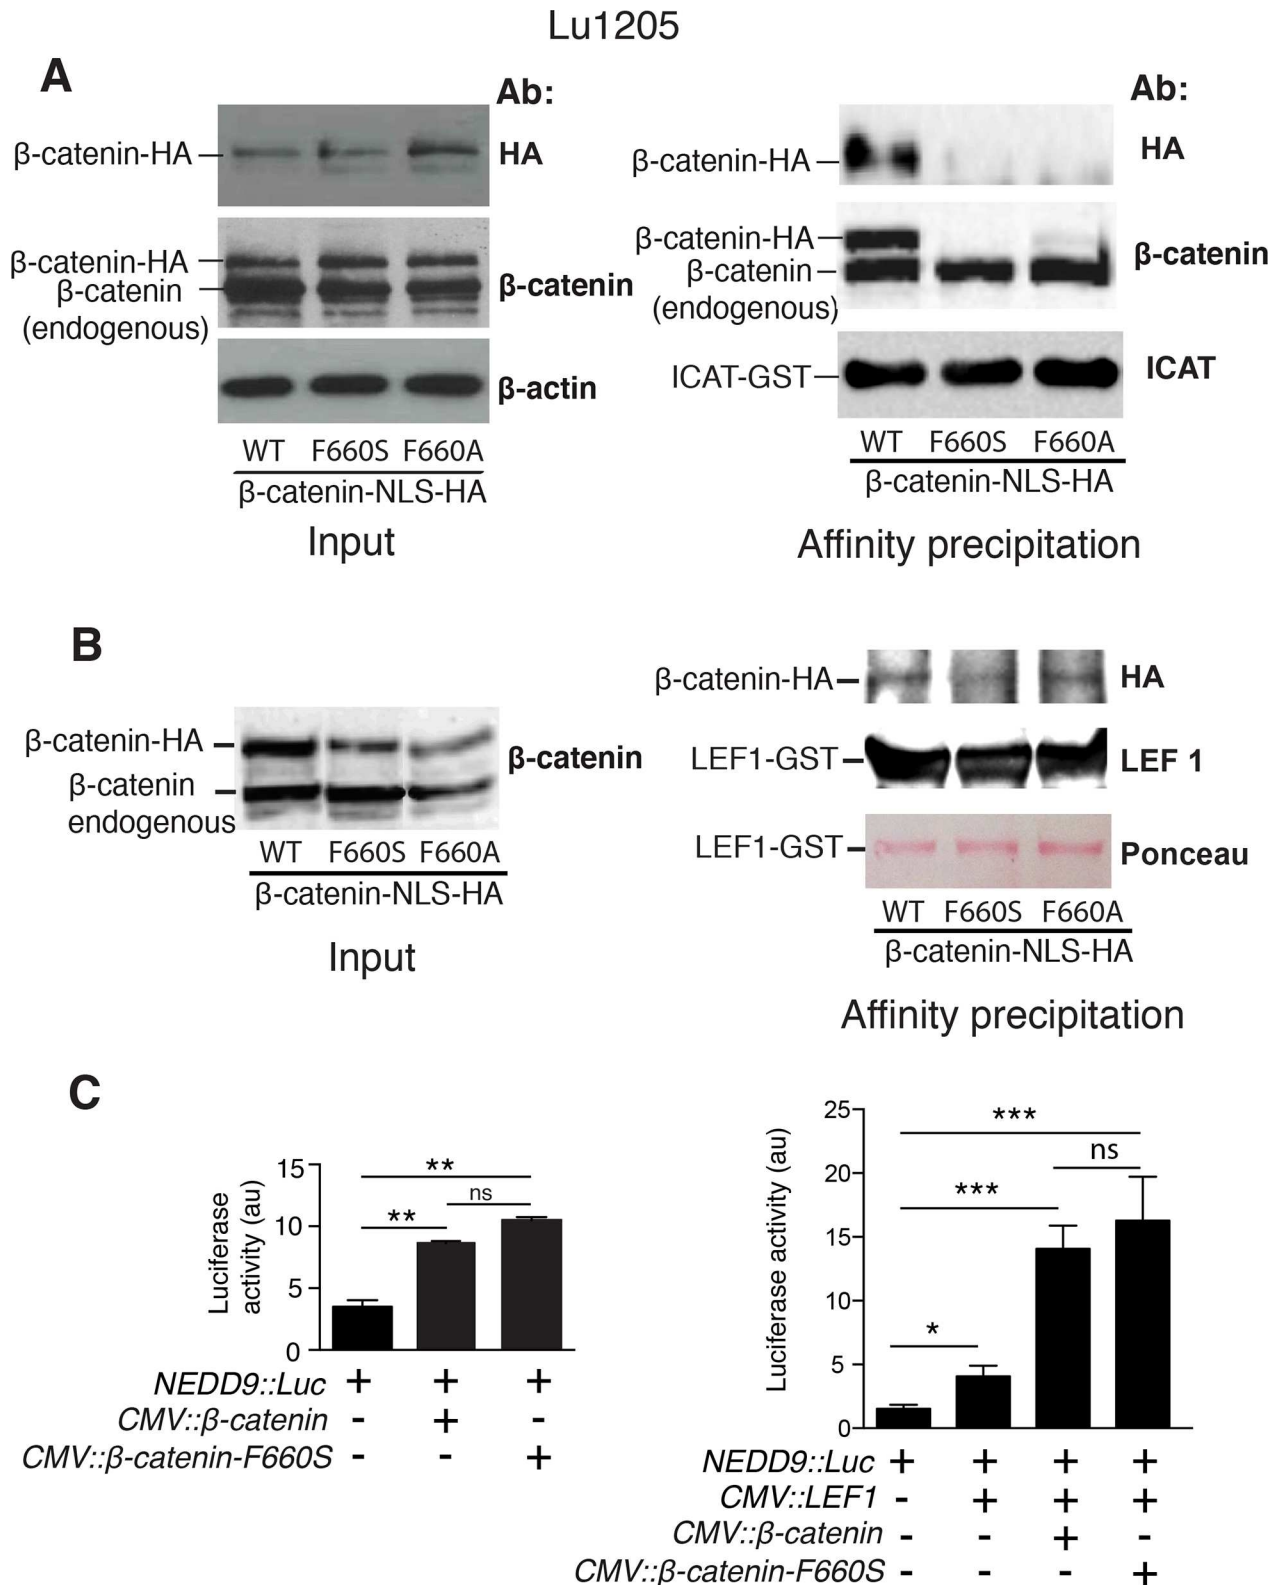 Lu1205
A
Ab:
β-catenin-HA
HA
β-catenin-HA
β-catenin
(endogenous)
β-catenin
β-actin
WT F660S F660A
β-catenin-NLS-HA
Input
Ab:
β-catenin-HA
HA
β-catenin-HA
β-catenin
(endogenous)
β-catenin
ICAT-GST
ICAT
WT F660S F660A
β-catenin-NLS-HA
Affinity precipitation
B
β-catenin-HA
β-catenin
endogenous
β-catenin
WT F660S F660A
β-catenin-NLS-HA
Input
β-catenin-HA
HA
LEF1-GST
LEF 1
LEF1-GST
Ponceau
WT F660S F660A
β-catenin-NLS-HA
Affinity precipitation
C
Luciferase
activity (au)
15
10
5
0
**
ns
**
NEDD9::Luc + + +
CMV::β-catenin - + -
CMV::β-catenin-F660S - - +
Luciferase activity (au)
25
20
15
10
5
0
***
ns
***
*
NEDD9::Luc + + + +
CMV::LEF1 - + + +
CMV::β-catenin - - + -
CMV::β-catenin-F660S - - - +